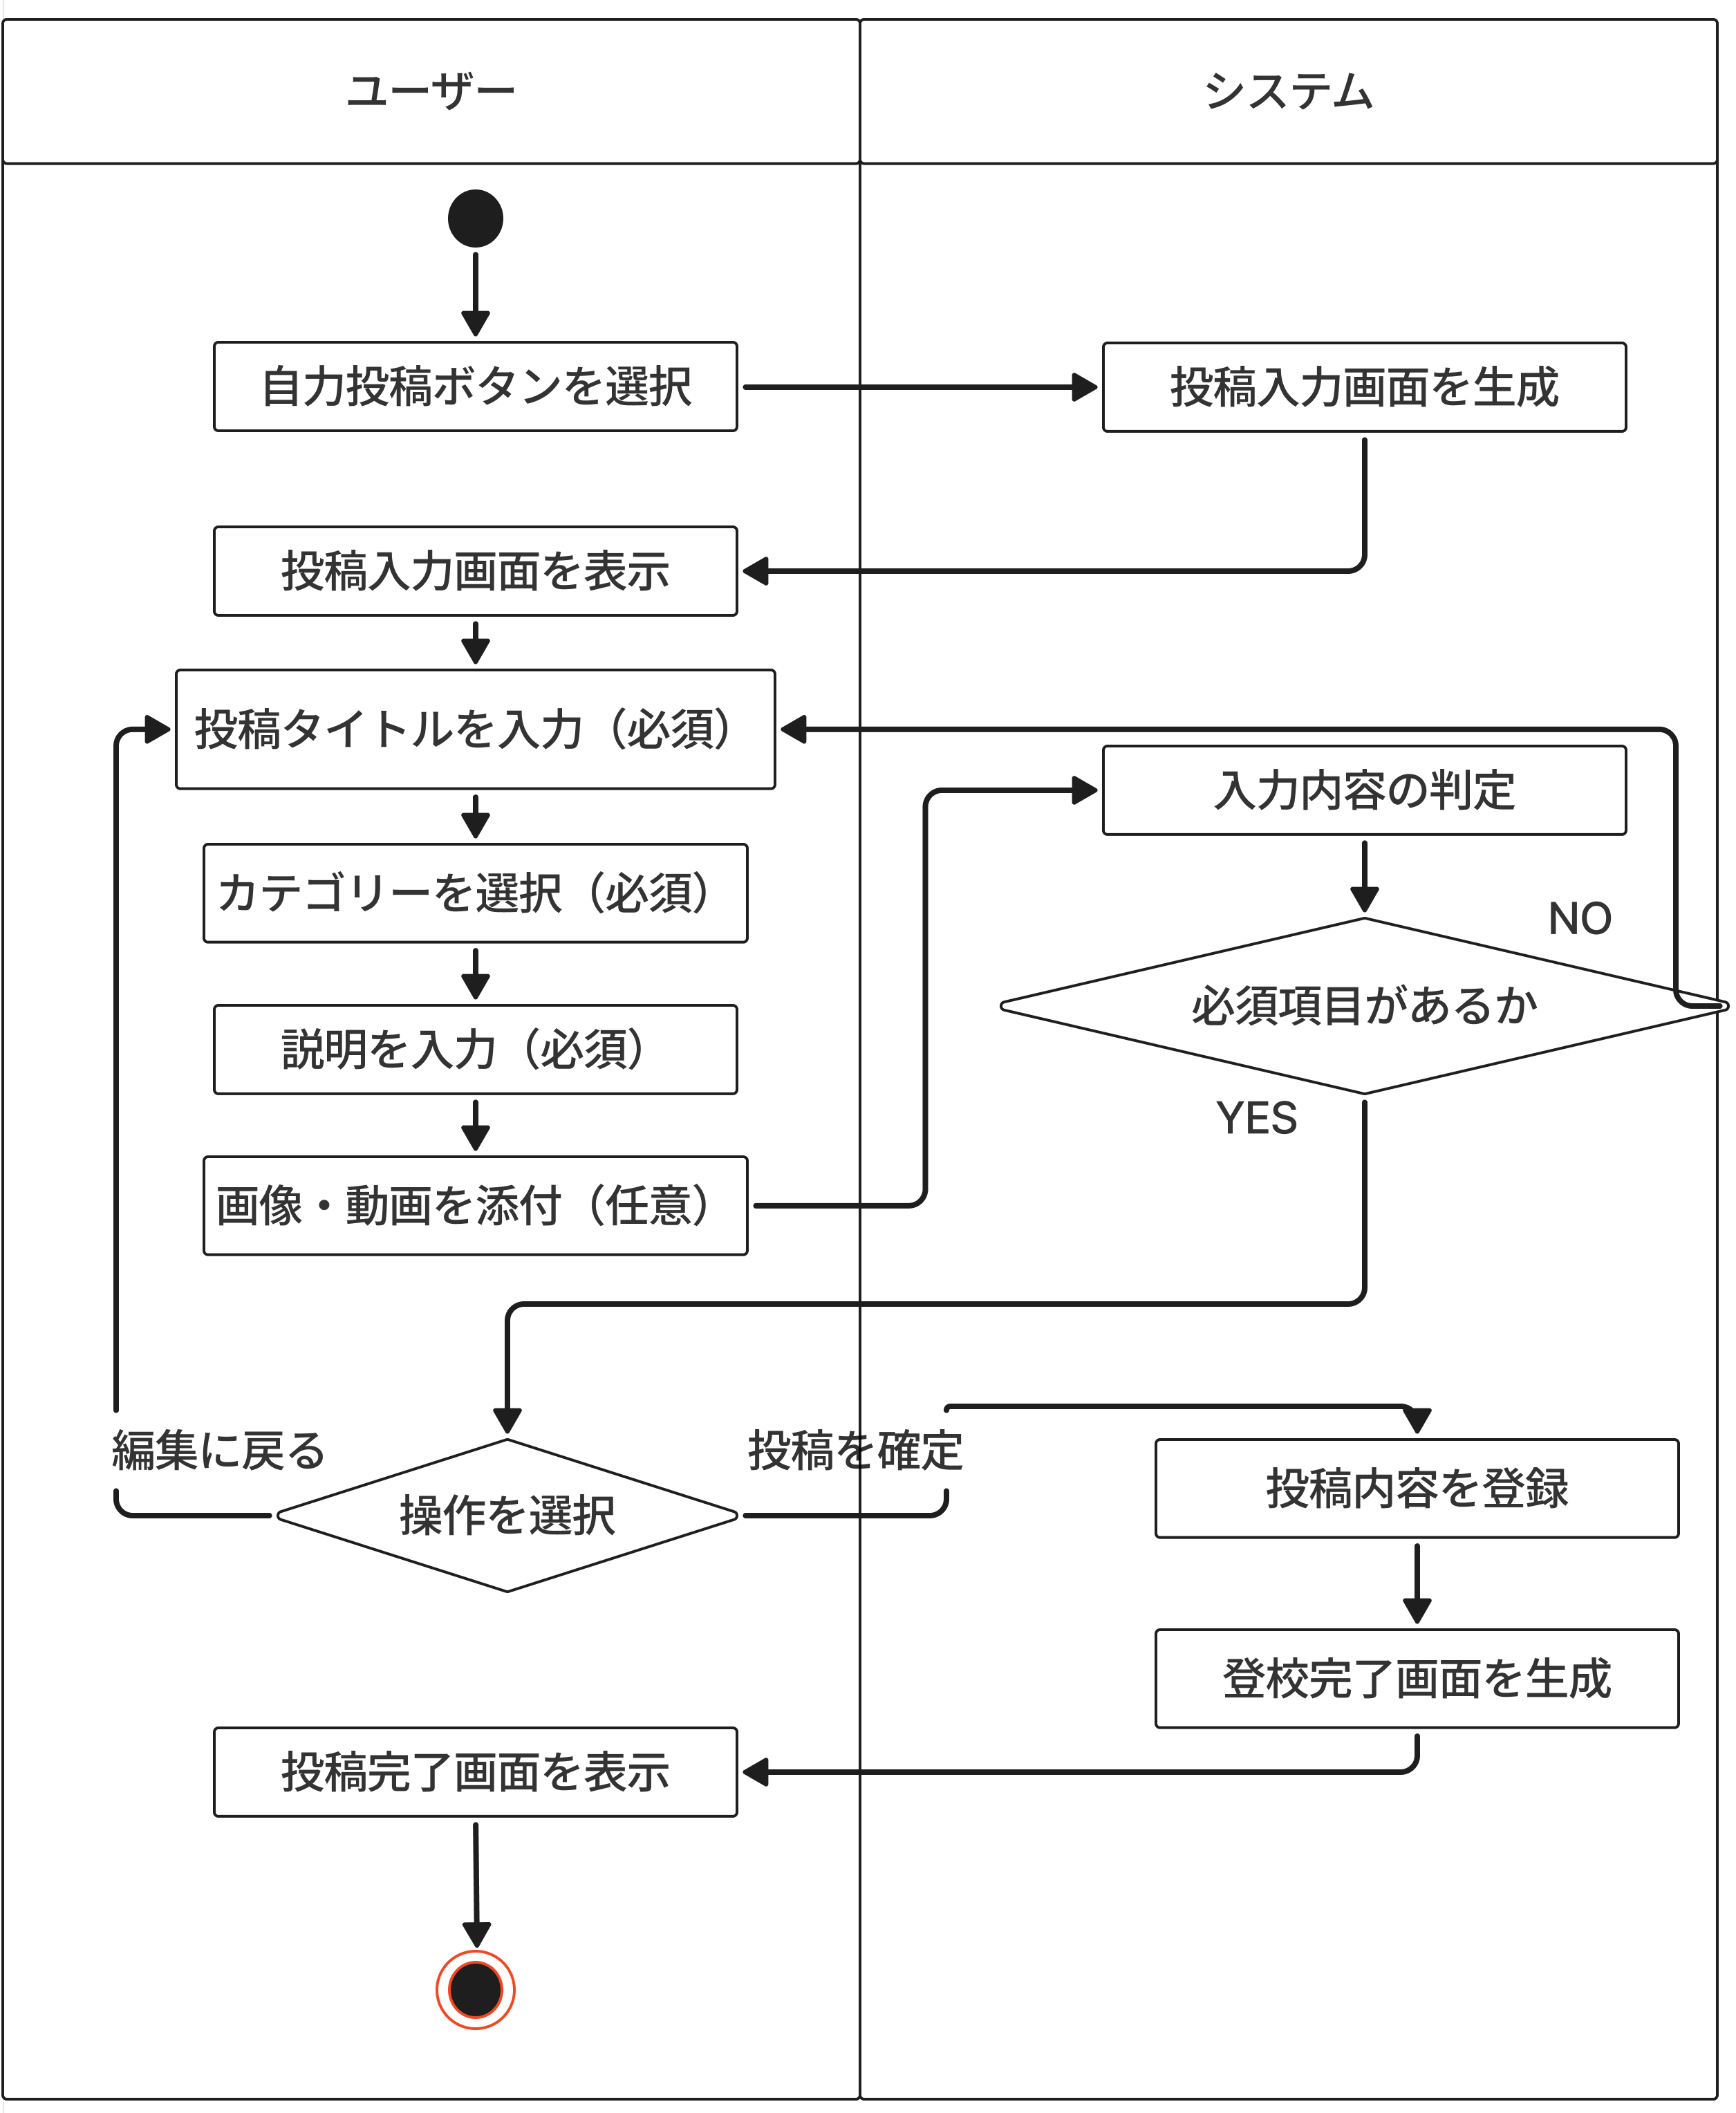 ユーザー
システム
自力投稿ボタンを選択
投稿入力画面を生成
投稿入力画面を表示
投稿タイトルを入力（必須）
入力内容の判定
カテゴリーを選択（必須）
NO
必須項目があるか
説明を入力（必須）
YES
画像・動画を添付（任意）
編集に戻る
投稿を確定
操作を選択
投稿内容を登録
登校完了画面を生成
投稿完了画面を表示